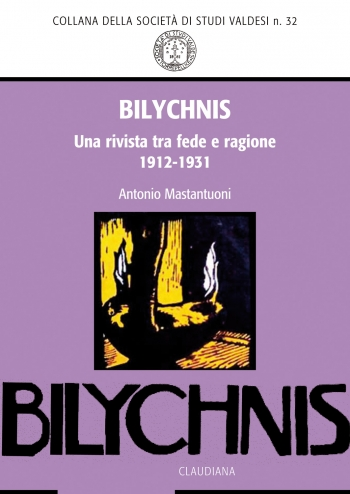 COLLANA DELLA SOCIETÀ DI STUDI VALDESI n. 32
BILYCHNIS
Una rivista tra fede e ragione
1912-1931
Antonio Mastantuoni
BILYCHNIS
CLAUDIANA